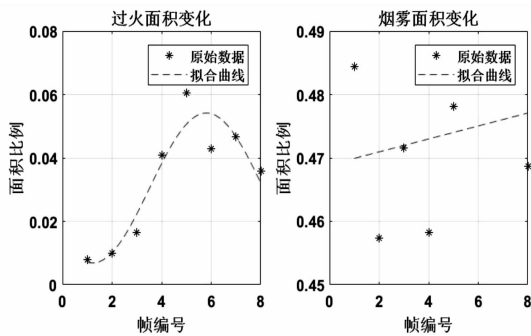 过火面积变化
0.08
0.06
0.04
0.02
0
0 2 4 6 8
面积比例
帧编号
原始数据
拟合曲线
烟雾面积变化
0.49
0.48
0.47
0.46
0.45
0 2 4 6 8
面积比例
帧编号
原始数据
拟合曲线